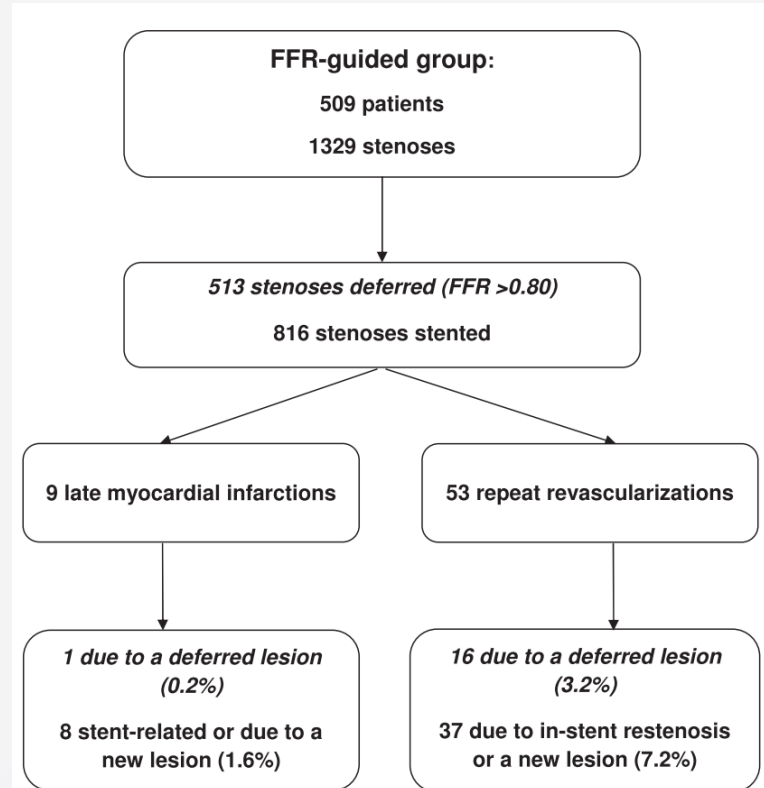 FFR-guided group:
509 patients
1329 stenoses
513 stenoses deferred (FFR >0.80)
816 stenoses stented
9 late myocardial infarctions
53 repeat revascularizations
1 due to a deferred lesion
(0.2%)
8 stent-related or due to a
new lesion (1.6%)
16 due to a deferred lesion
(3.2%)
37 due to in-stent restenosis
or a new lesion (7.2%)